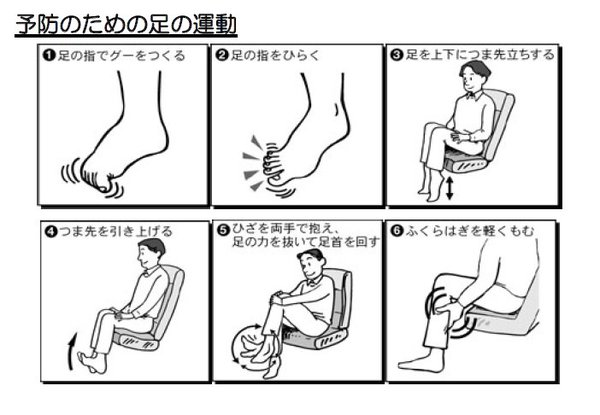 予防のための足の運動
❶足の指でグーをつくる
❷足の指をひらく
❸足を上下につま先立ちする
❹つま先を引き上げる
❺ひざを両手で抱え、
足の力を抜いて足首を回す
❻ふくらはぎを軽くもむ